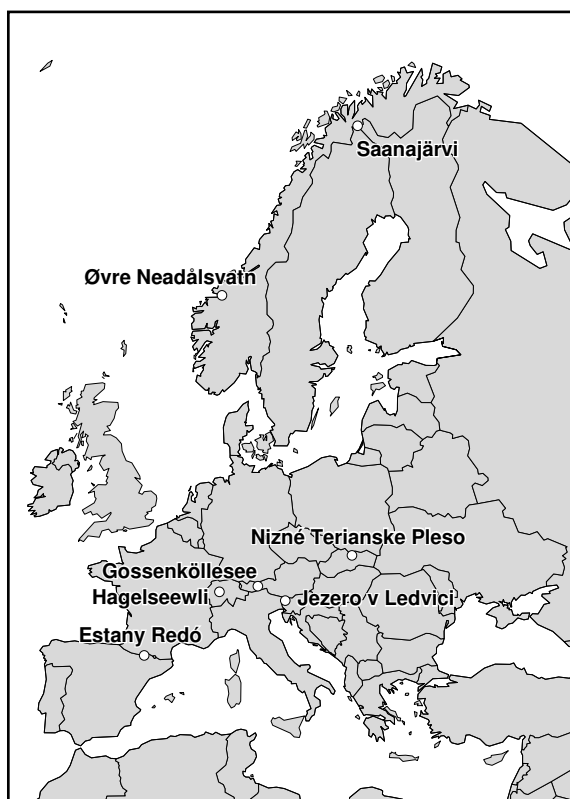 Saanajärvi
Øvre Neadålsvatn
Nizné Terianske Pleso
Gossenköllesee
Hagelseewli
Jezero v Ledvici
Estany Redó